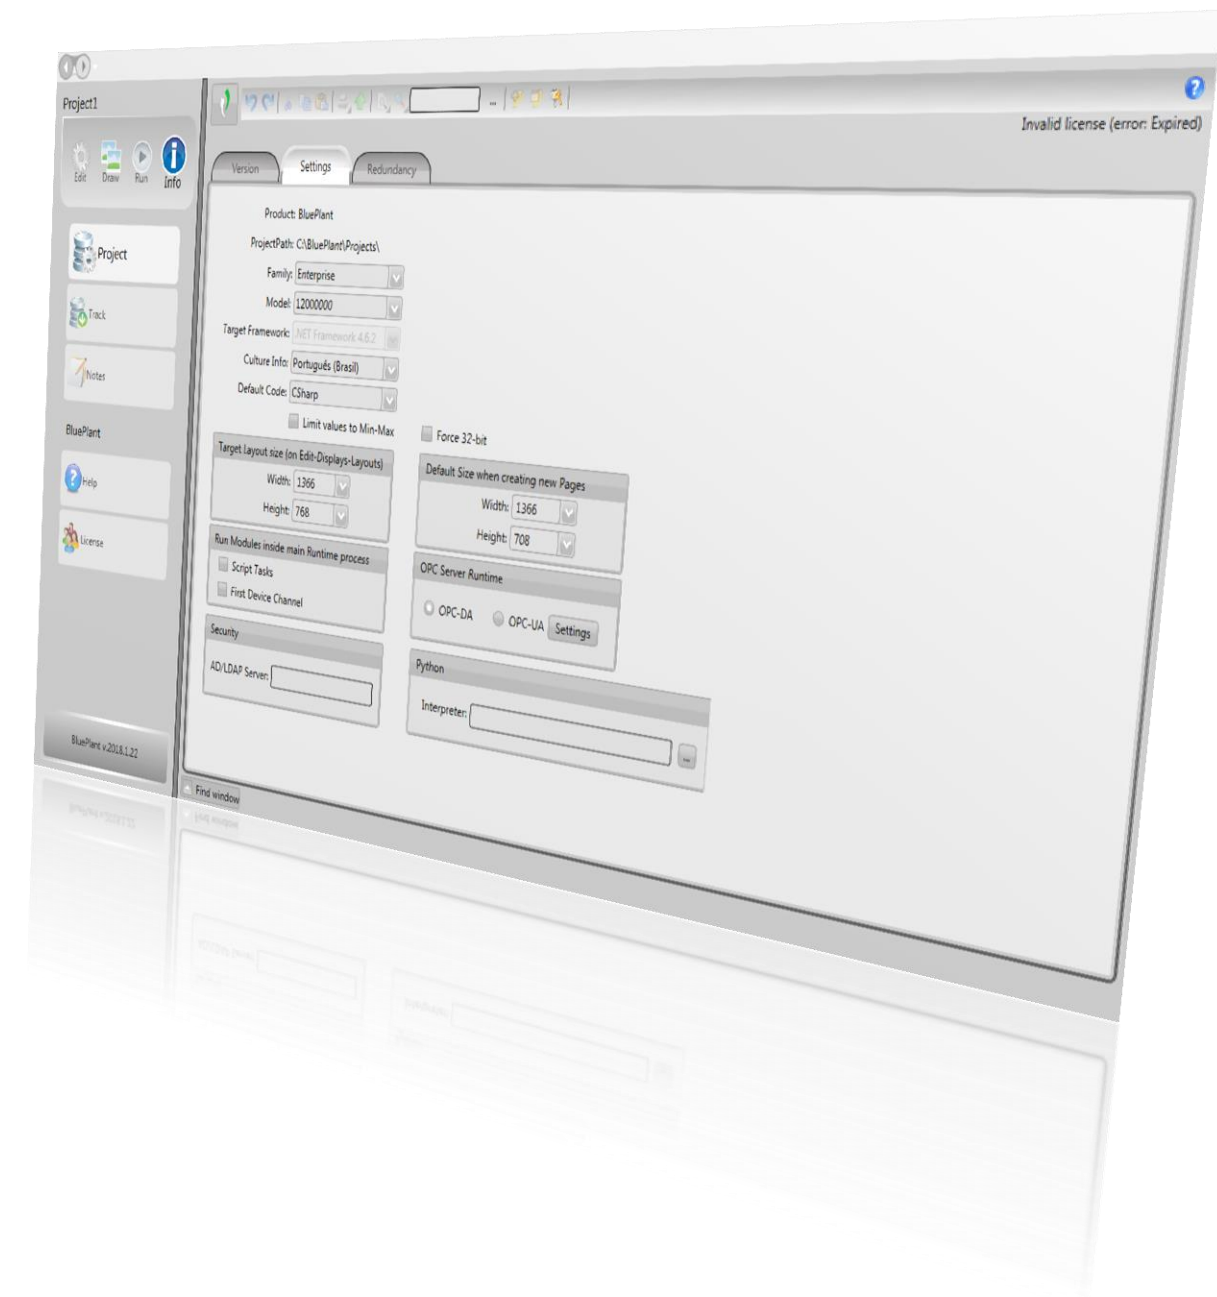 Project1
Edit
Draw
Run
Info
Project
Track
Notes
BluePlant
Help
License
BluePlant v.2018.1.22
...
Invalid license (error: Expired)
Version
Settings
Redundancy
Product: BluePlant
ProjectPath: C:\BluePlant\Projects\
Family: Enterprise
Model: 12000000
Target Framework: .NET Framework 4.6.2
Culture Info: Português (Brasil)
Default Code: CSharp
Limit values to Min-Max
Force 32-bit
Target Layout size (on Edit-Displays-Layouts)
Width: 1366
Height: 768
Default Size when creating new Pages
Width: 1366
Height: 708
Run Modules inside main Runtime process
Script Tasks
First Device Channel
OPC Server Runtime
OPC-DA
OPC-UA
Settings
Security
AD/LDAP Server:
Python
Interpreter:
...
Find window